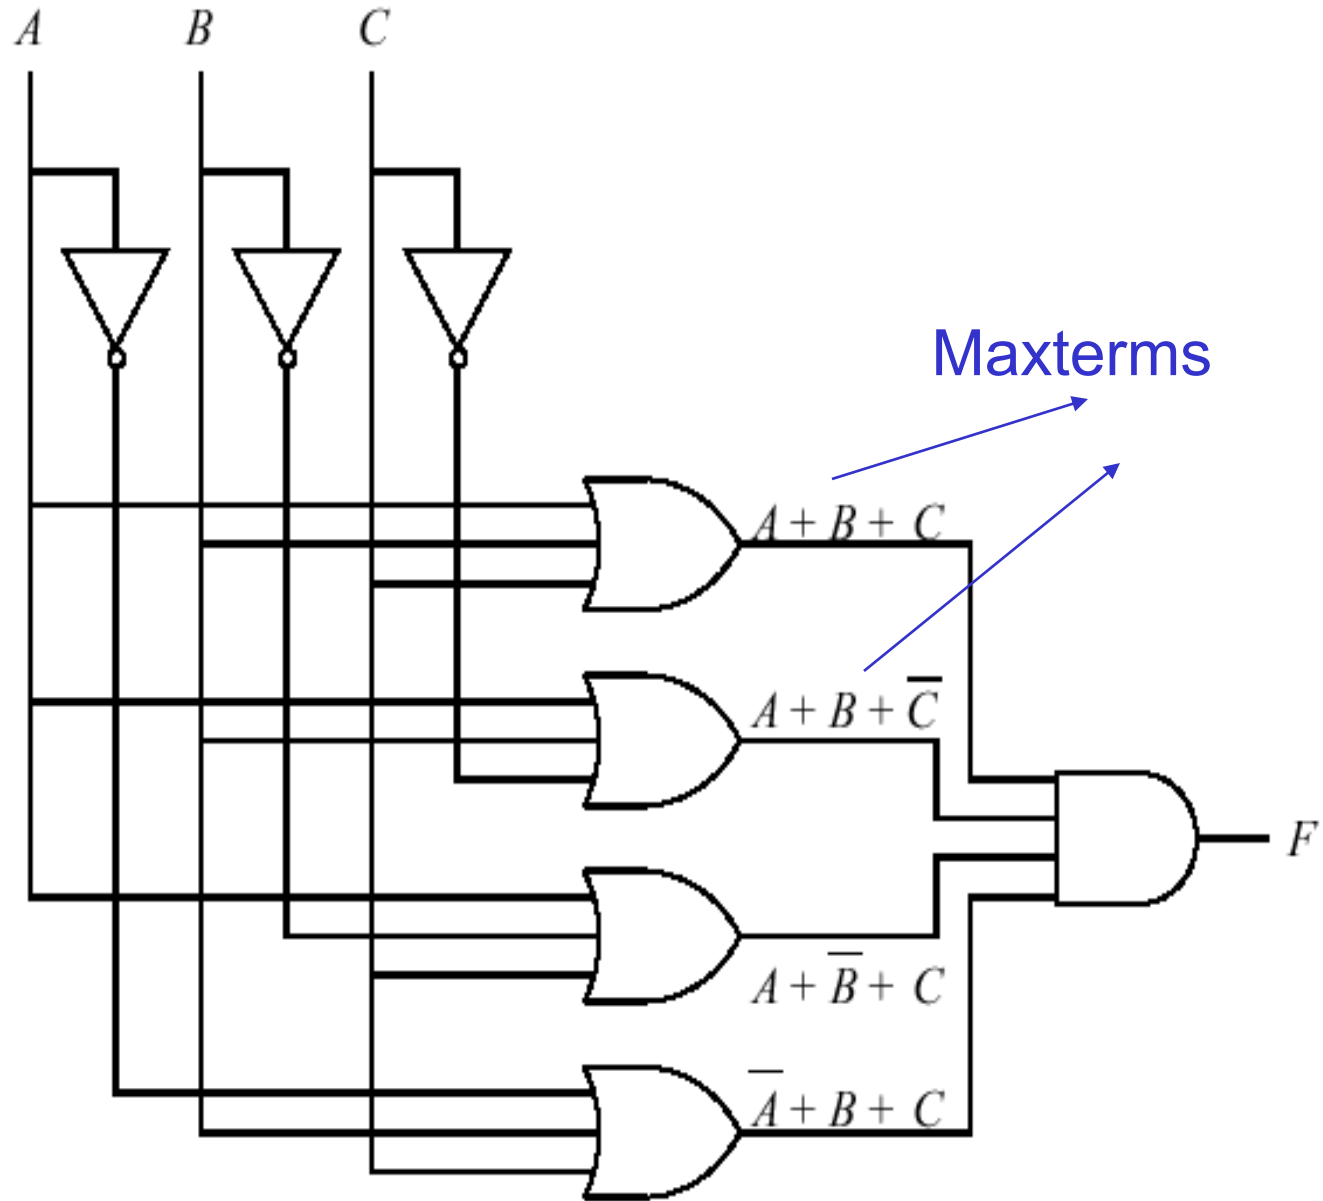 A B C
Maxterms
A + B + C
A + B + C̅
A + B̅ + C
A̅ + B + C
F